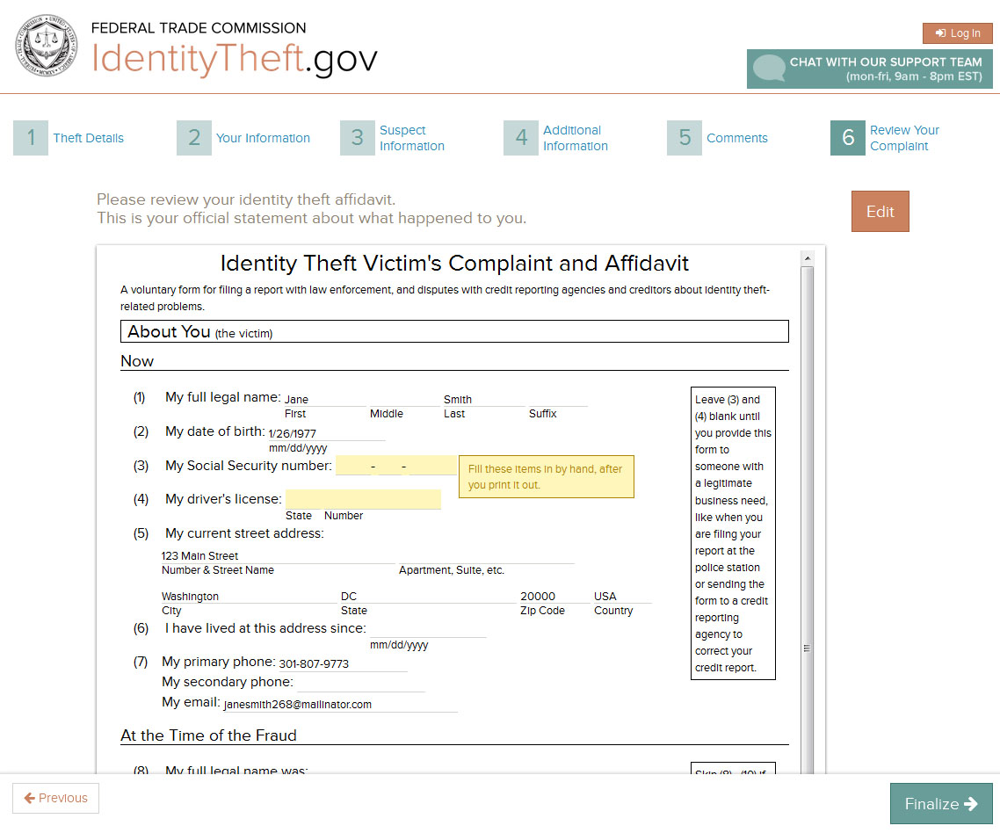 FEDERAL TRADE COMMISSION
IdentityTheft.gov
Log In
CHAT WITH OUR SUPPORT TEAM
(mon-fri, 9am - 8pm EST)
1 Theft Details
2 Your Information
3 Suspect
Information
4 Additional
Information
5 Comments
6 Review Your
Complaint
Please review your identity theft affidavit.
This is your official statement about what happened to you.
Edit
Identity Theft Victim's Complaint and Affidavit
A voluntary form for filing a report with law enforcement, and disputes with credit reporting agencies and creditors about identity theft-
related problems.
About You (the victim)
Now
(1) My full legal name: Jane Smith
First Middle Last Suffix
(2) My date of birth: 1/26/1977
mm/dd/yyyy
(3) My Social Security number: - -
Fill these items in by hand, after
you print it out.
(4) My driver's license:
State Number
(5) My current street address:
123 Main Street
Number & Street Name Apartment, Suite, etc.
Washington DC 20000 USA
City State Zip Code Country
(6) I have lived at this address since:
mm/dd/yyyy
(7) My primary phone: 301-807-9773
My secondary phone:
My email: janesmith268@mailinator.com
Leave (3) and
(4) blank until
you provide this
form to
someone with
a legitimate
business need,
like when you
are filing your
report at the
police station
or sending the
form to a credit
reporting
agency to
correct your
credit report.
At the Time of the Fraud
(8) My full legal name was:
Skip (8) - (10) if
Previous
Finalize